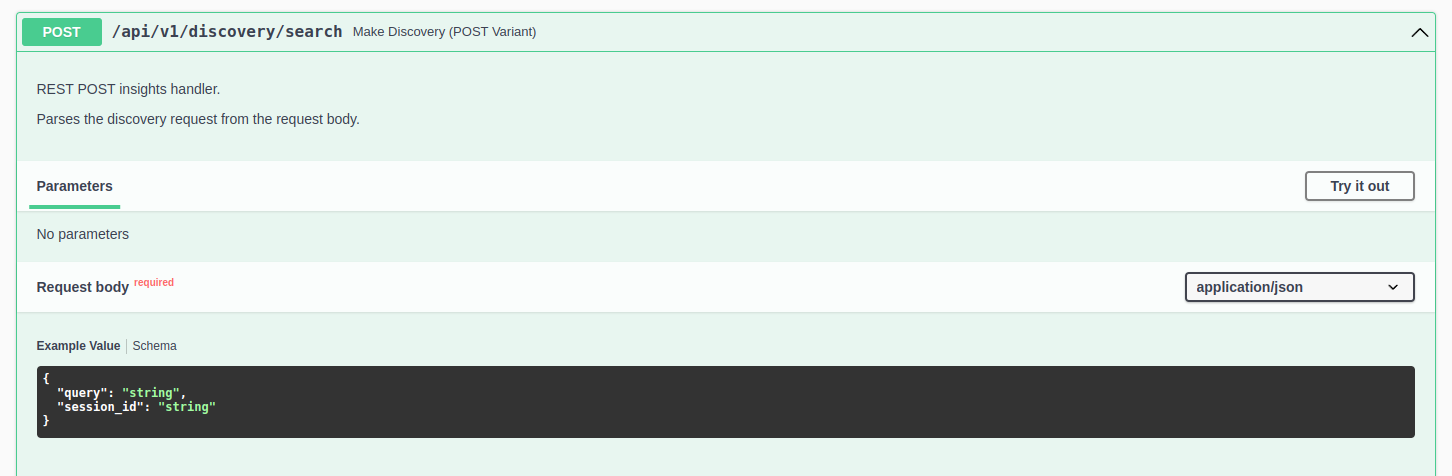 POST /api/v1/discovery/search Make Discovery (POST Variant)
REST POST insights handler.
Parses the discovery request from the request body.
Parameters Try it out
No parameters
Request body required application/json
Example Value Schema
{
  "query": "string",
  "session_id": "string"
}